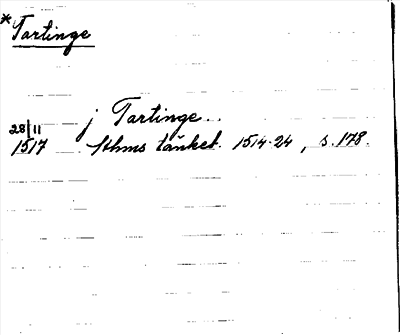 *Tartinge
28/11 j Tartinge..
1517 Sthms tänkeb. 1514-24, s. 178.